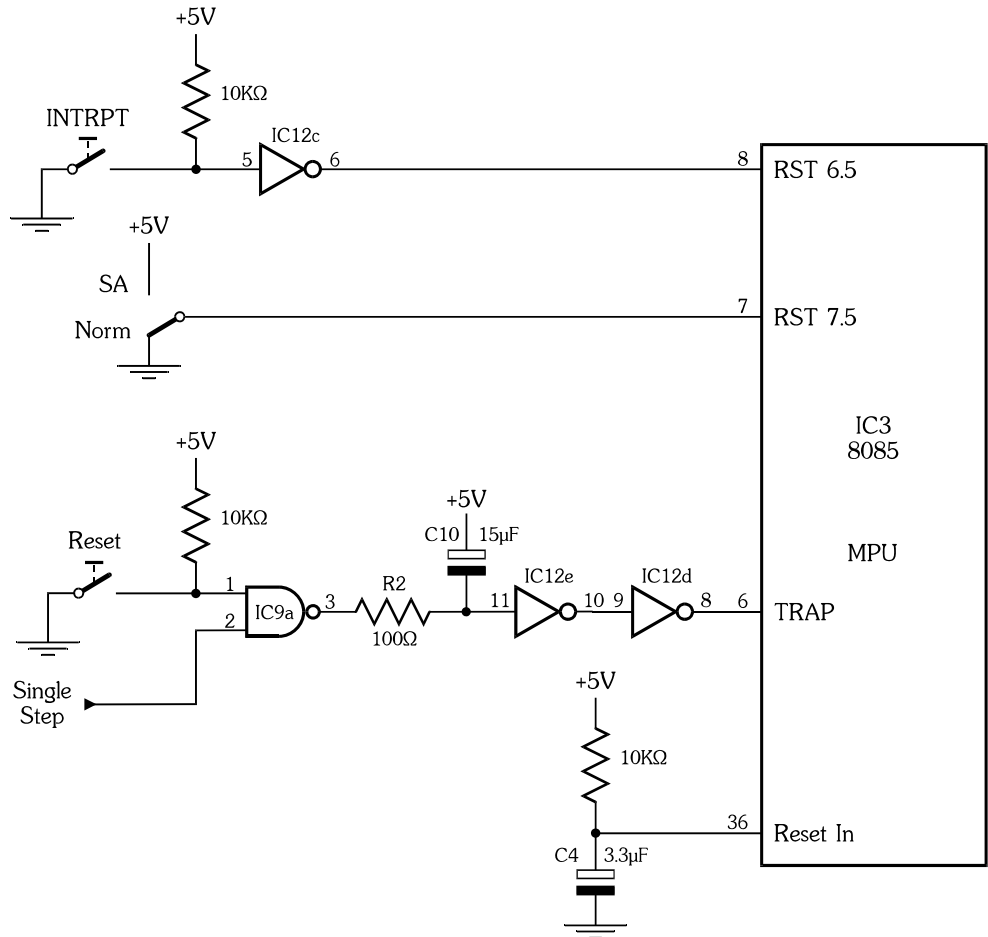 +5V
10KΩ
INTRPT
IC12c
5
6
8
RST 6.5
+5V
SA
Norm
7
RST 7.5
IC3
8085
MPU
+5V
10KΩ
Reset
1
2
IC9a
3
R2
100Ω
+5V
C10
15µF
11
IC12e
10
9
IC12d
8
6
TRAP
Single
Step
+5V
10KΩ
36
Reset In
C4
3.3µF